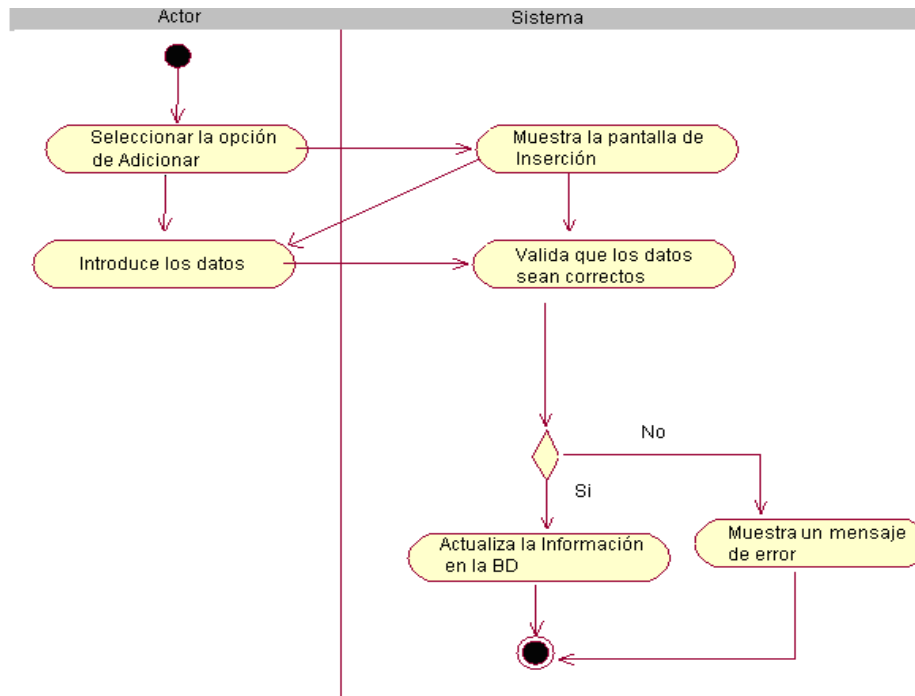 Actor
Sistema
Seleccionar la opción
de Adicionar
Muestra la pantalla de
Inserción
Introduce los datos
Valida que los datos
sean correctos
No
Si
Actualiza la Información
en la BD
Muestra un mensaje
de error